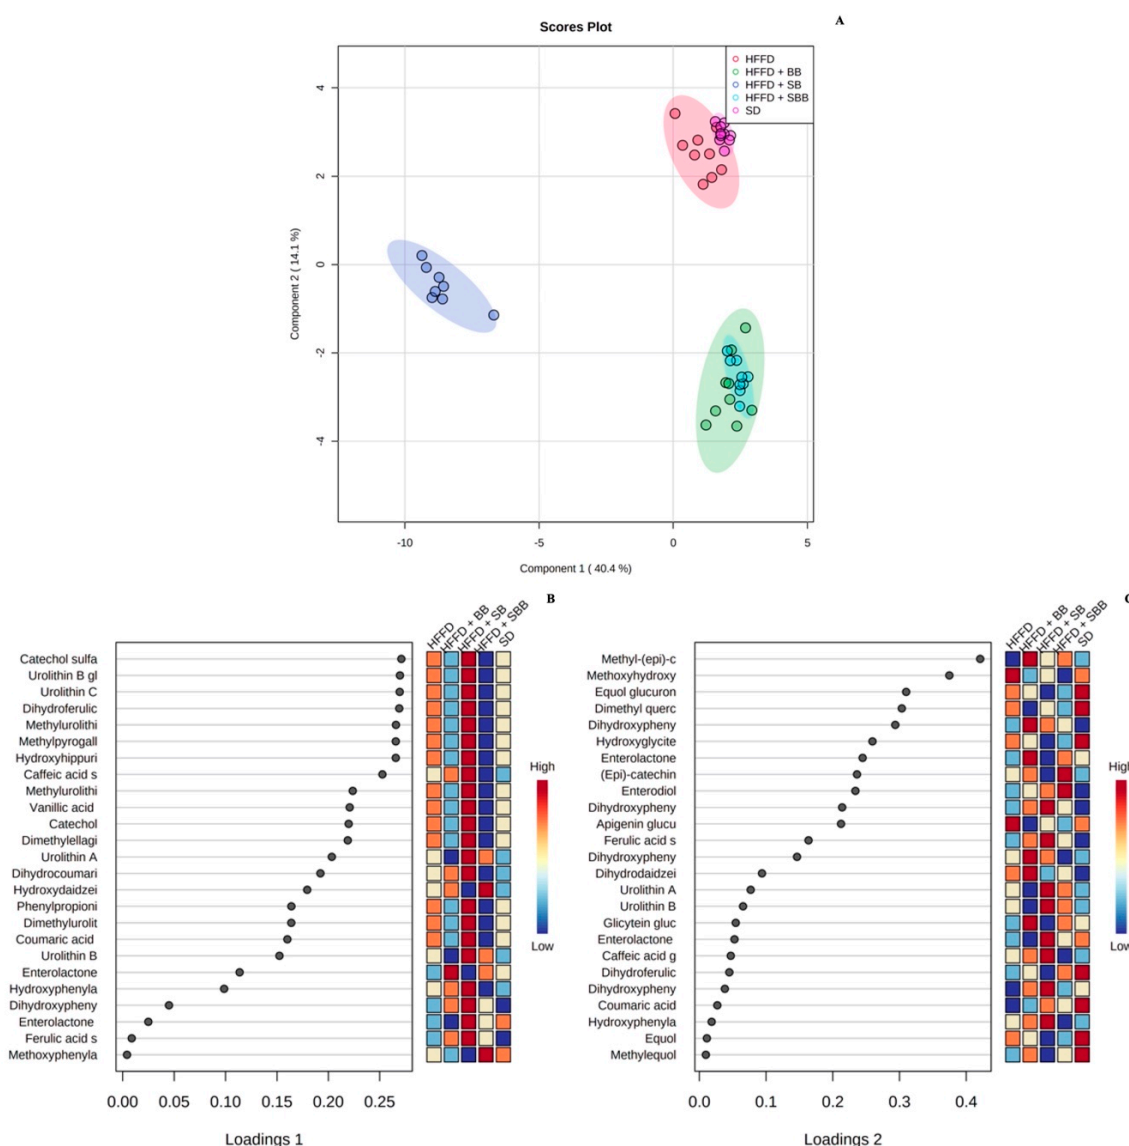 Scores Plot
A
HFFD
HFFD + BB
HFFD + SB
HFFD + SBB
SD
4
2
0
-2
-4
Component 2 ( 14.1 %)
-10
-5
0
5
Component 1 ( 40.4 %)
B
HFFD
HFFD + BB
HFFD + SB
HFFD + SBB
SD
Catechol sulfa
Urolithin B gl
Urolithin C
Dihydroferulic
Methylurolithi
Methylpyrogall
Hydroxyhippuri
Caffeic acid s
Methylurolithi
Vanillic acid
Catechol
Dimethylellagi
Urolithin A
Dihydrocoumari
Hydroxydaidzei
Phenylpropioni
Dimethylurolit
Coumaric acid
Urolithin B
Enterolactone
Hydroxyphenyla
Dihydroxypheny
Enterolactone
Ferulic acid s
Methoxyphenyla
High
Low
0.00
0.05
0.10
0.15
0.20
0.25
Loadings 1
HFFD
HFFD + BB
HFFD + SB
HFFD + SBB
SD
Methyl-(epi)-c
Methoxyhydroxy
Equol glucuron
Dimethyl querc
Dihydroxypheny
Hydroxyglycite
Enterolactone
(Epi)-catechin
Enterodiol
Dihydroxypheny
Apigenin glucu
Ferulic acid s
Dihydroxypheny
Dihydrodaidzei
Urolithin A
Urolithin B
Glicytein gluc
Enterolactone
Caffeic acid g
Dihydroferulic
Dihydroxypheny
Coumaric acid
Hydroxyphenyla
Equol
Methylequol
High
Low
0.0
0.1
0.2
0.3
0.4
Loadings 2